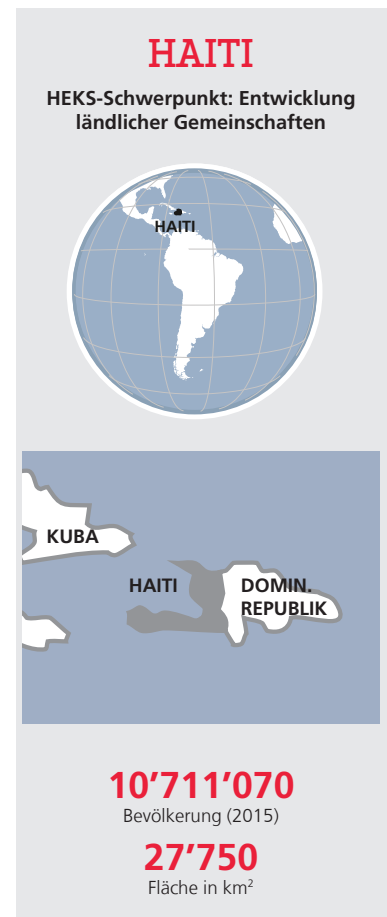 HAITI
HEKS-Schwerpunkt: Entwicklung
ländlicher Gemeinschaften
HAITI
KUBA
HAITI
DOMIN.
REPUBLIK
10’711’070
Bevölkerung (2015)
27’750
Fläche in km²